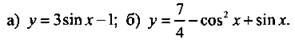 а) y = 3sin x − 1; б) y = 7/4 − cos² x + sin x.